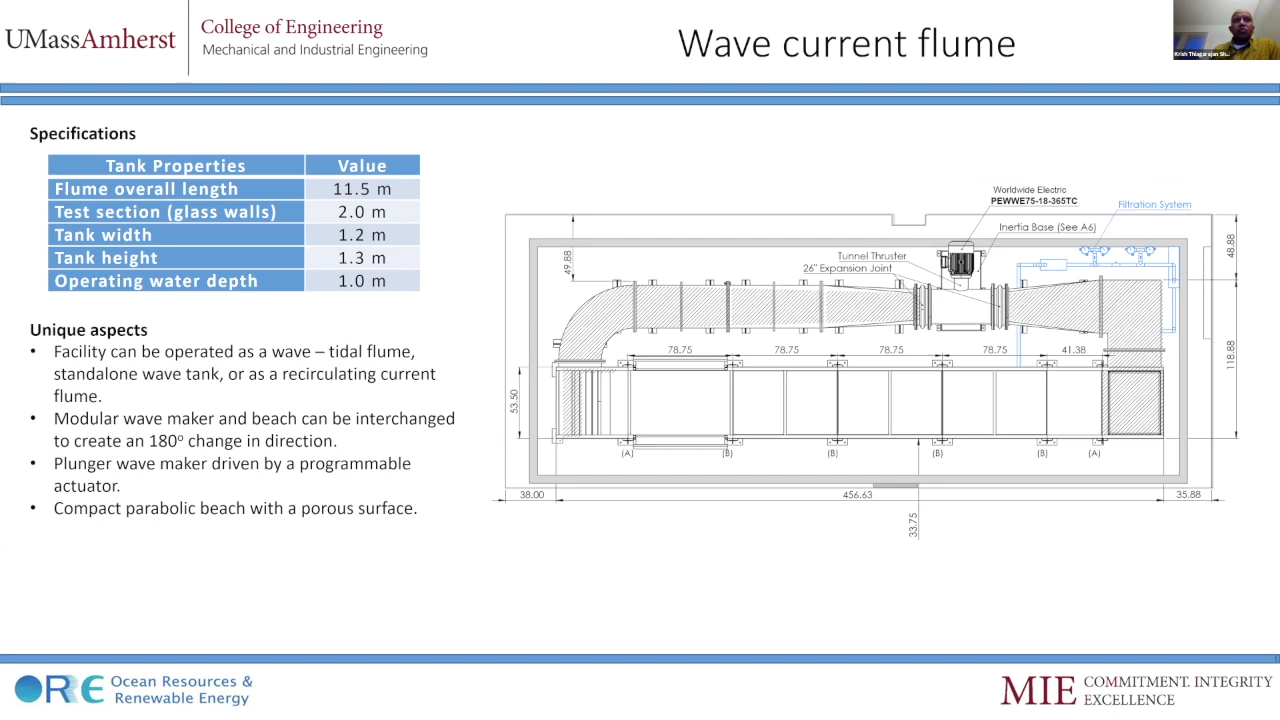 UMassAmherst
College of Engineering
Mechanical and Industrial Engineering
Wave current flume
Krish Thiagarajan Sh...
Specifications
Tank Properties Value
Flume overall length 11.5 m
Test section (glass walls) 2.0 m
Tank width 1.2 m
Tank height 1.3 m
Operating water depth 1.0 m
Unique aspects
• Facility can be operated as a wave – tidal flume,
standalone wave tank, or as a recirculating current
flume.
• Modular wave maker and beach can be interchanged
to create an 180º change in direction.
• Plunger wave maker driven by a programmable
actuator.
• Compact parabolic beach with a porous surface.
Worldwide Electric
PEWWE75-18-365TC
Filtration System
Inertia Base (See A6)
Tunnel Thruster
26" Expansion Joint
49.88
48.88
78.75 78.75 78.75 78.75 41.38
118.88
53.50
(A) (B) (B) (B) (B) (A)
38.00 456.63 35.88
33.75
ORE
Ocean Resources &
Renewable Energy
MIE
COMMITMENT. INTEGRITY
EXCELLENCE